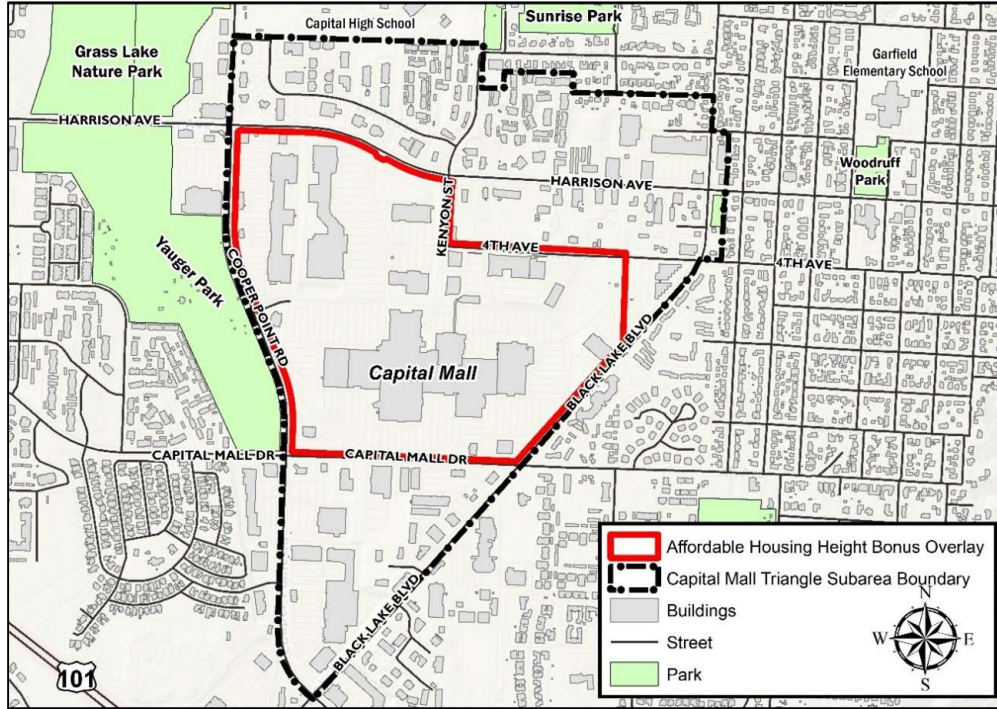 Capital High School
Sunrise Park
Grass Lake
Nature Park
Garfield
Elementary School
HARRISON AVE
Woodruff
Park
HARRISON AVE
KENYON ST
4TH AVE
4TH AVE
Yauger Park
COOPER POINT RD
BLACK LAKE BLVD
Capital Mall
CAPITAL MALL DR
CAPITAL MALL DR
BLACK LAKE BLVD
101
Affordable Housing Height Bonus Overlay
Capital Mall Triangle Subarea Boundary
Buildings
Street
Park
N
W
E
S